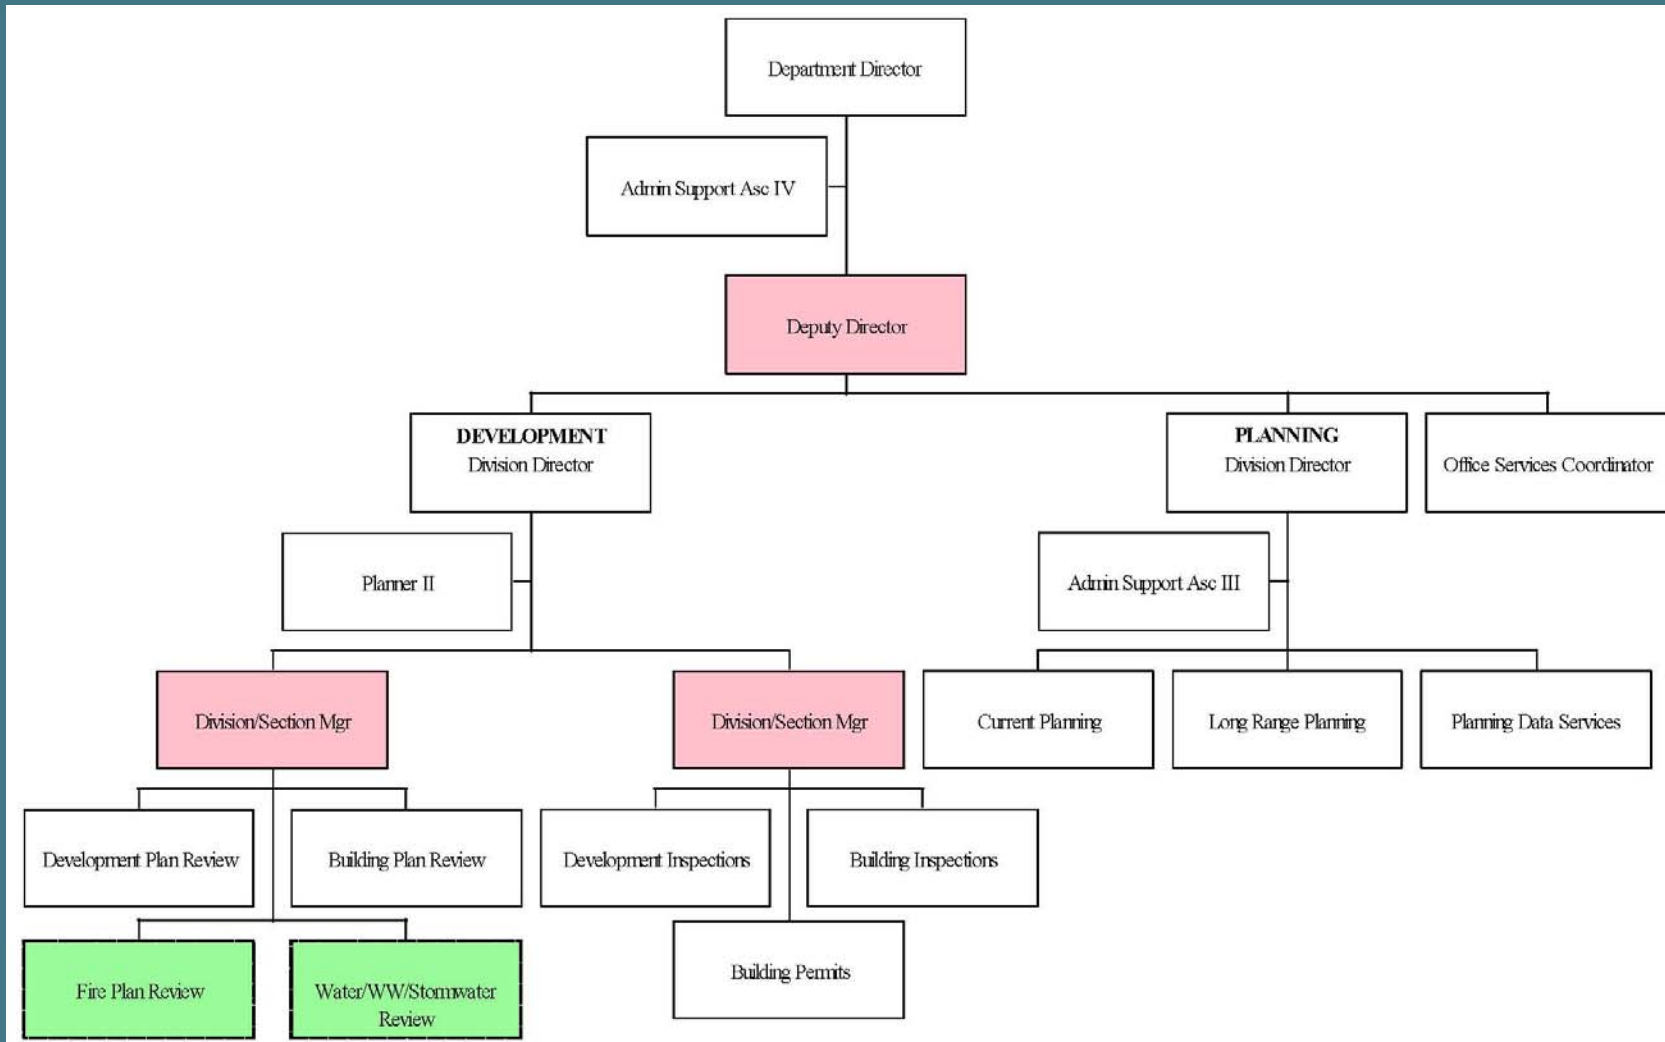 Department Director
Admin Support Asc IV
Deputy Director
DEVELOPMENT
Division Director
PLANNING
Division Director
Office Services Coordinator
Planner II
Admin Support Asc III
Division/Section Mgr
Division/Section Mgr
Current Planning
Long Range Planning
Planning Data Services
Development Plan Review
Building Plan Review
Development Inspections
Building Inspections
Fire Plan Review
Water/WW/Stormwater
Review
Building Permits